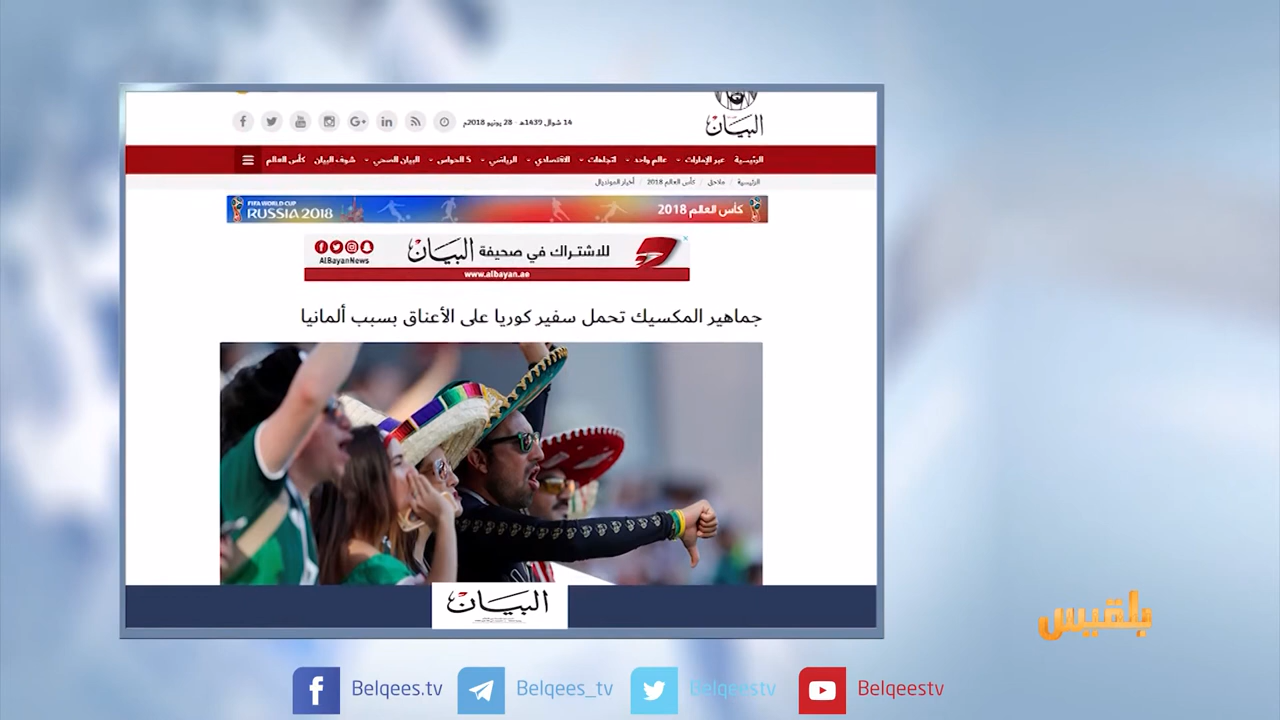 البيان
14 شوال 1439هـ - 28 يونيو 2018م
الرئيسية عبر الإمارات عالم واحد اتجاهات الاقتصادي الرياضي 5 الحواس البيان الصحي شوف البيان كأس العالم
الرئيسية / ملاحق / كأس العالم 2018 / أخبار المونديال
FIFA WORLD CUP
RUSSIA 2018
كأس العالم 2018
للاشتراك في صحيفة البيان
AlBayanNews
www.albayan.ae
جماهير المكسيك تحمل سفير كوريا على الأعناق بسبب ألمانيا
البيان
بلقيس
Belqees.tv
Belqees_tv
Belqeestv
Belqeestv